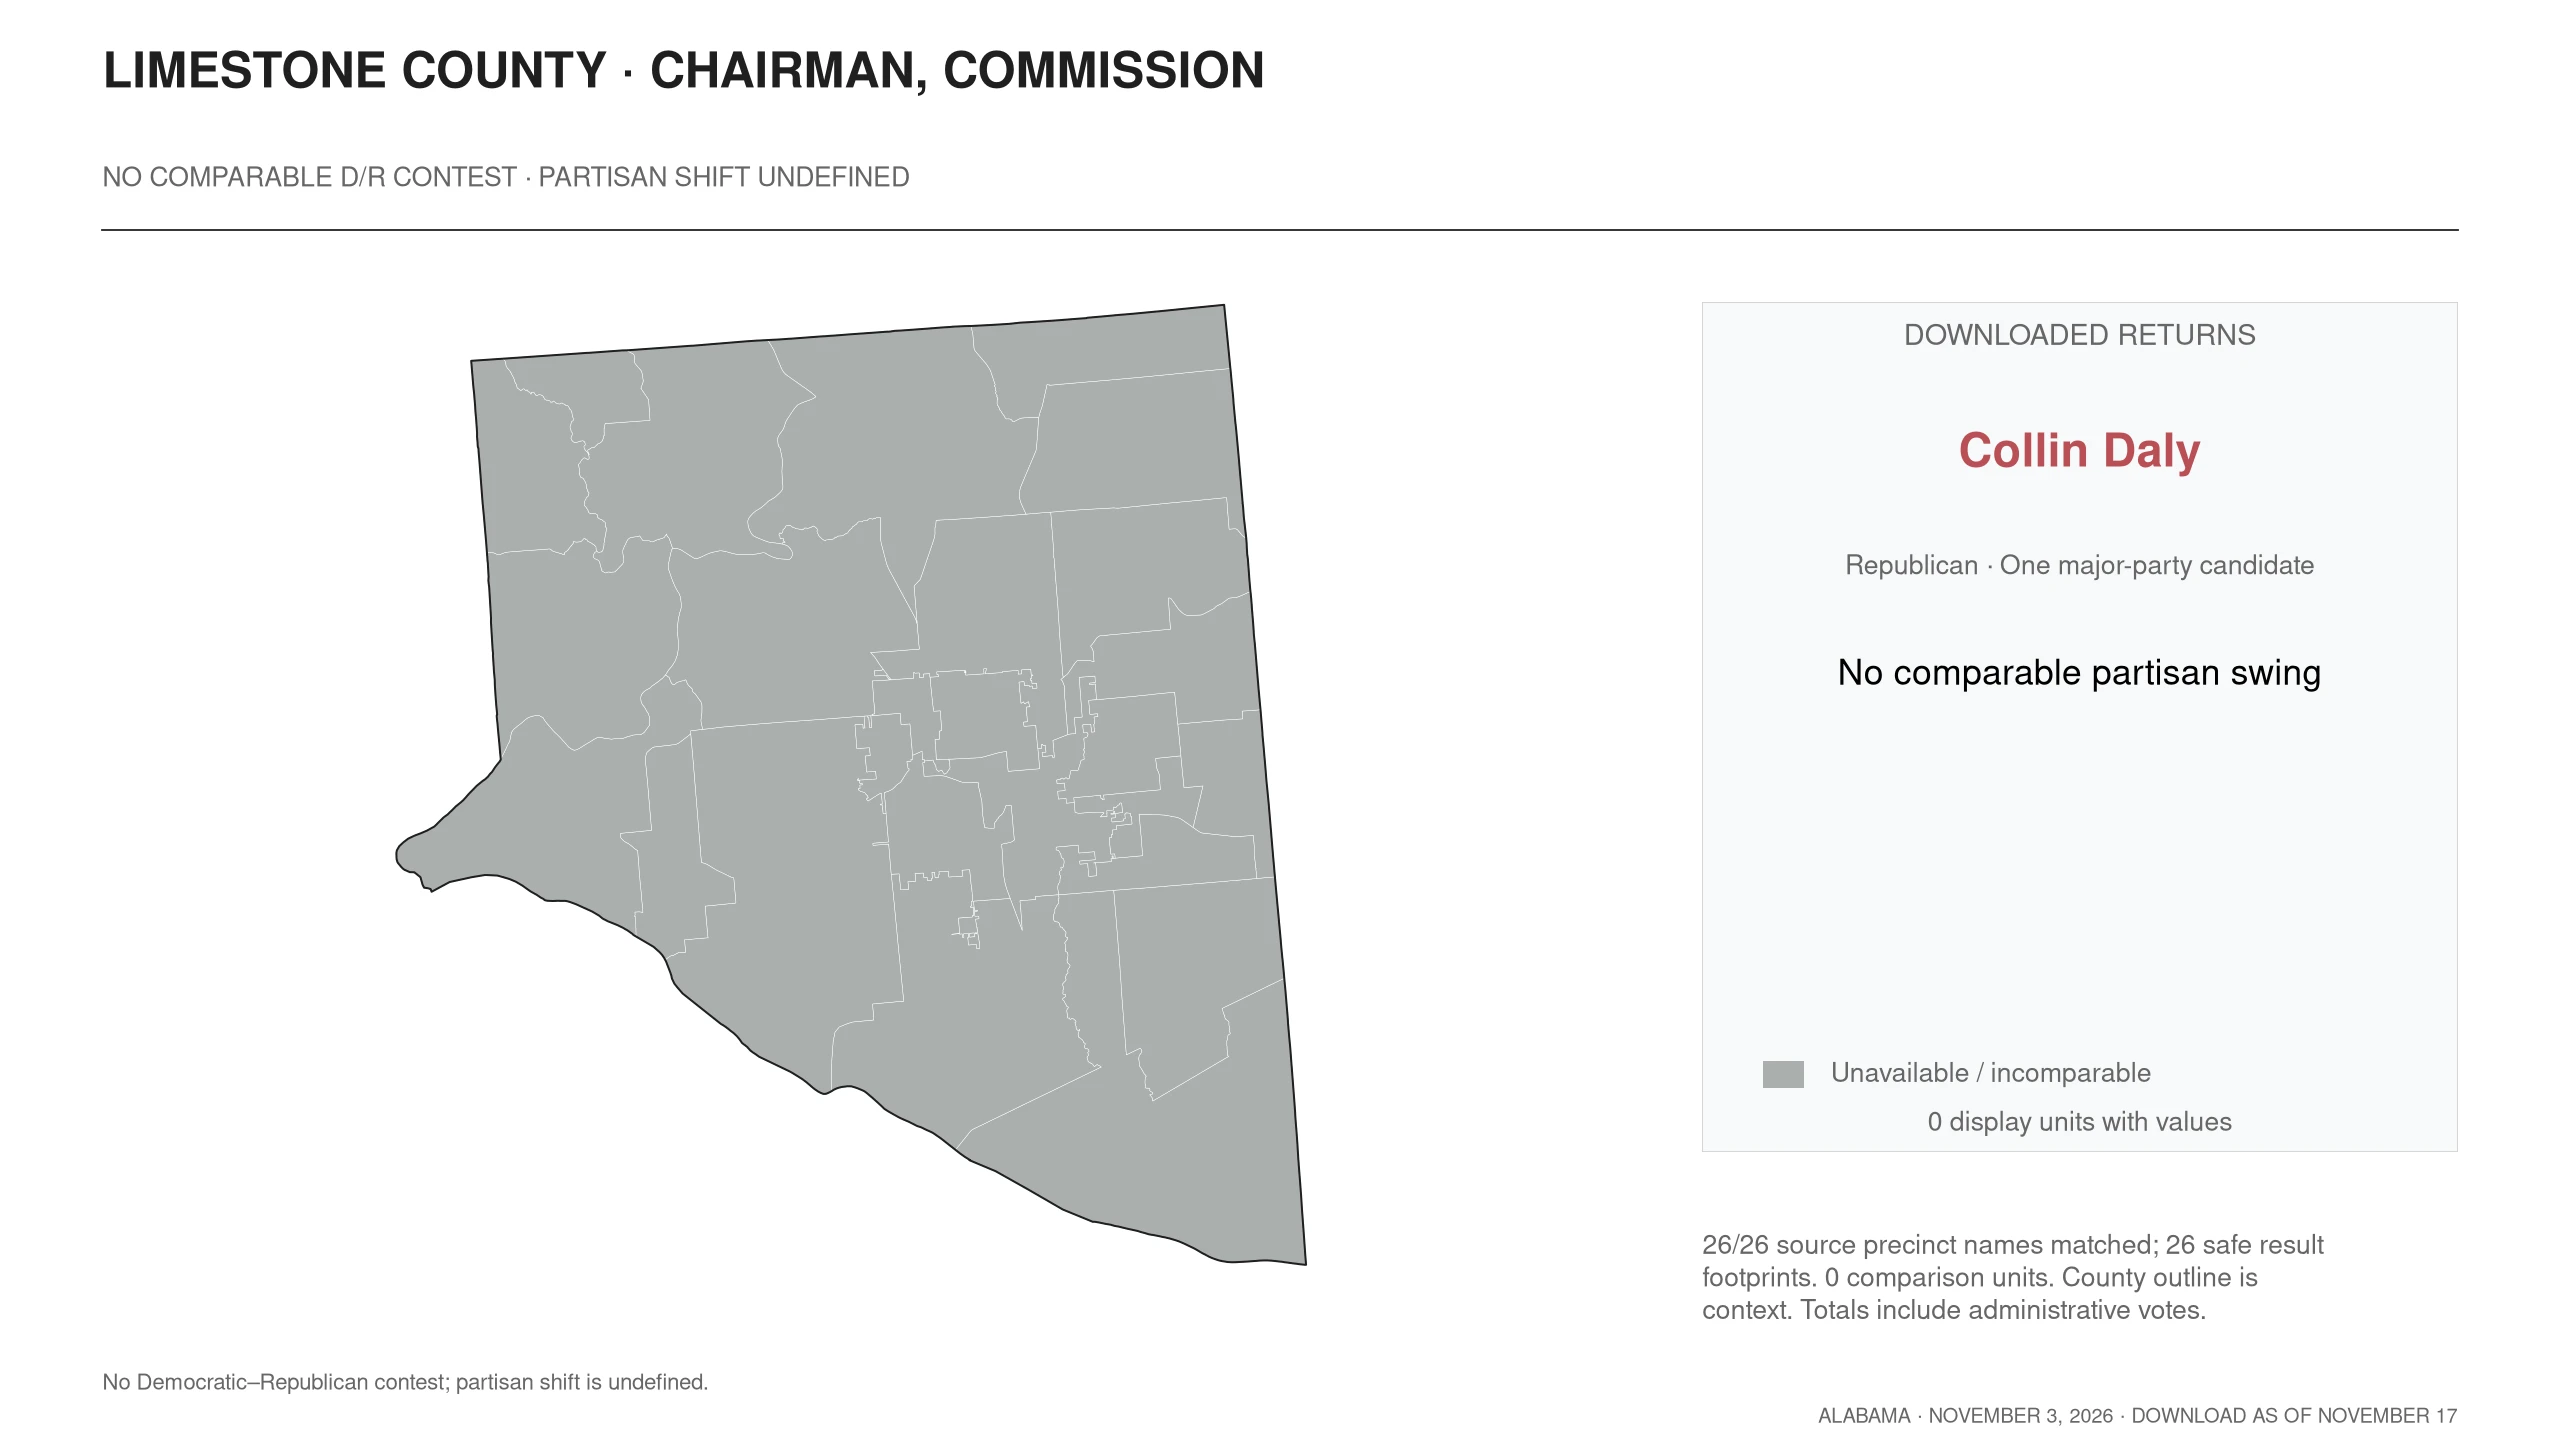 LIMESTONE COUNTY · CHAIRMAN, COMMISSION
NO COMPARABLE D/R CONTEST · PARTISAN SHIFT UNDEFINED
DOWNLOADED RETURNS
Collin Daly
Republican · One major-party candidate
No comparable partisan swing
Unavailable / incomparable
0 display units with values
26/26 source precinct names matched; 26 safe result
footprints. 0 comparison units. County outline is
context. Totals include administrative votes.
No Democratic–Republican contest; partisan shift is undefined.
ALABAMA · NOVEMBER 3, 2026 · DOWNLOAD AS OF NOVEMBER 17